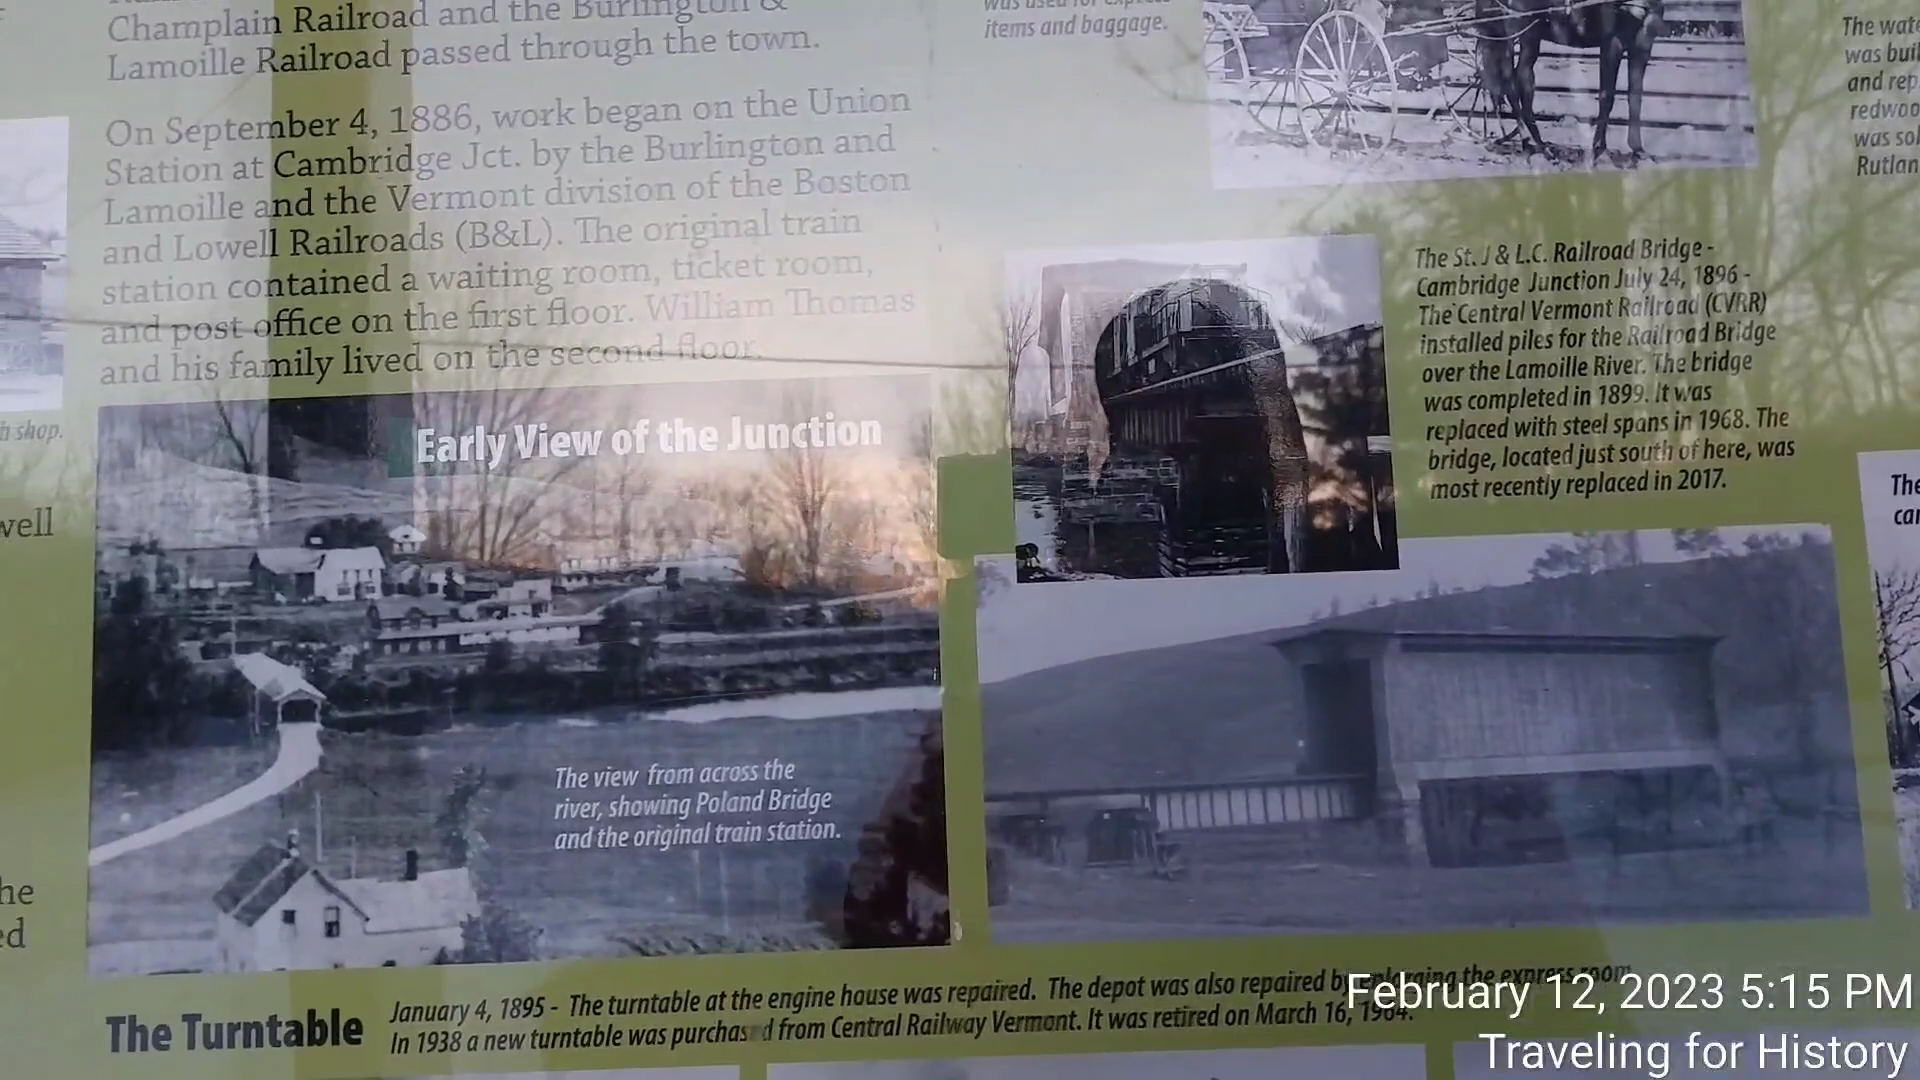 Champlain Railroad and the Burlington &
Lamoille Railroad passed through the town.
On September 4, 1886, work began on the Union
Station at Cambridge Jct. by the Burlington and
Lamoille and the Vermont division of the Boston
and Lowell Railroads (B&L). The original train
station contained a waiting room, ticket room,
and post office on the first floor. William Thomas
and his family lived on the second floor.
h shop.
well
he
ed
Early View of the Junction
The view from across the
river, showing Poland Bridge
and the original train station.
items and baggage.
The St. J & L.C. Railroad Bridge -
Cambridge Junction July 24, 1896 -
The Central Vermont Railroad (CVRR)
installed piles for the Railroad Bridge
over the Lamoille River. The bridge
was completed in 1899. It was
replaced with steel spans in 1968. The
bridge, located just south of here, was
most recently replaced in 2017.
The wat
was buil
and rep
redwoo
was sol
Rutlan
The
car
The Turntable
January 4, 1895 - The turntable at the engine house was repaired. The depot was also repaired by enlarging the express room.
In 1938 a new turntable was purchased from Central Railway Vermont. It was retired on March 16, 1964.
February 12, 2023 5:15 PM
Traveling for History